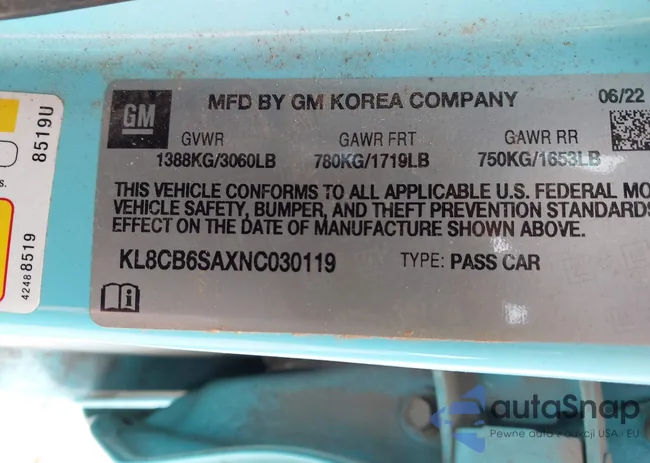 GM
MFD BY GM KOREA COMPANY
06/22
GVWR
GAWR FRT
GAWR RR
1388KG/3060LB
780KG/1719LB
750KG/1653LB
THIS VEHICLE CONFORMS TO ALL APPLICABLE U.S. FEDERAL MO
VEHICLE SAFETY, BUMPER, AND THEFT PREVENTION STANDARDS
EFFECT ON THE DATE OF MANUFACTURE SHOWN ABOVE.
KL8CB6SAXNC030119
TYPE: PASS CAR
8519U
s.
42488519
autaSnap
Pewne auta z aukcji USA - EU